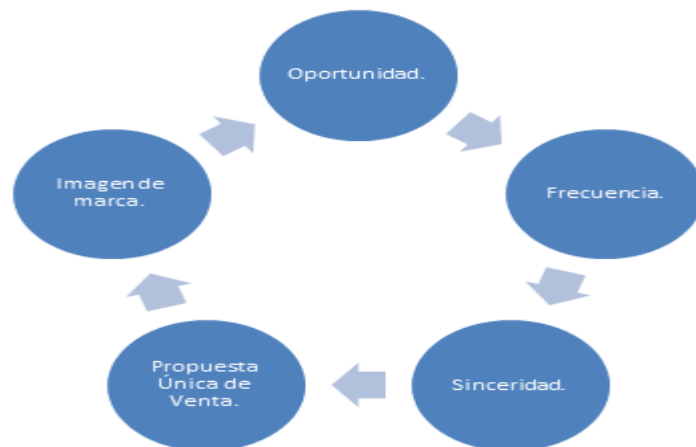 Oportunidad.
Frecuencia.
Sinceridad.
Propuesta
Única de
Venta.
Imagen de
marca.